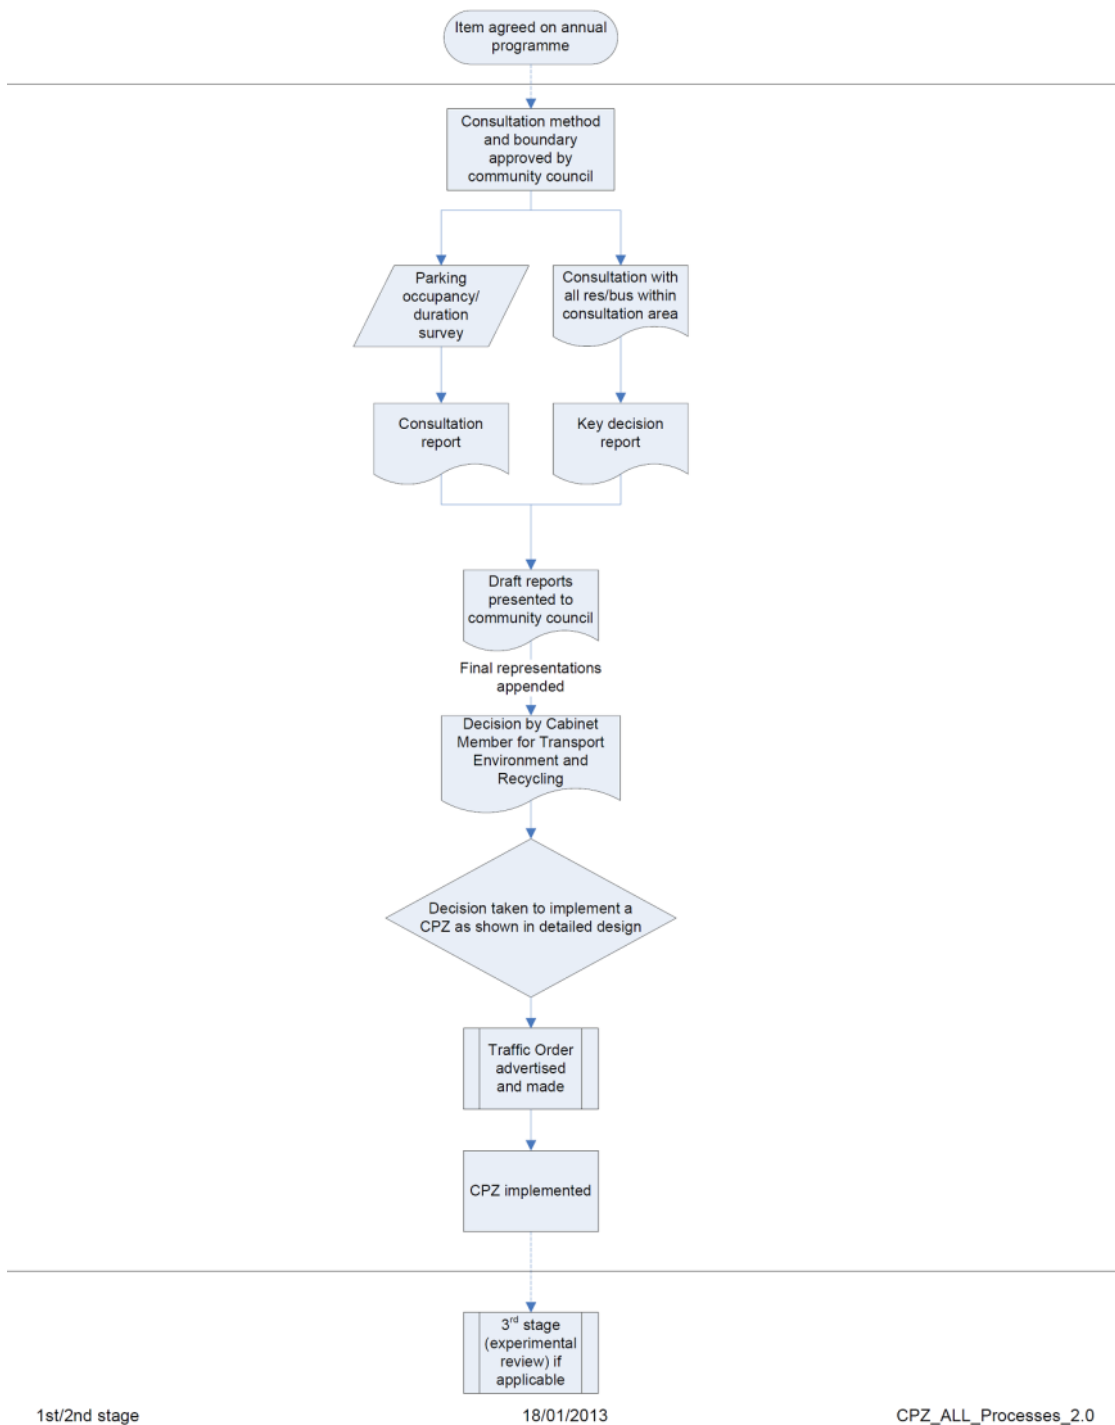 Item agreed on annual
programme
Consultation method
and boundary
approved by
community council
Parking
occupancy/
duration
survey
Consultation with
all res/bus within
consultation area
Consultation
report
Key decision
report
Draft reports
presented to
community council
Final representations
appended
Decision by Cabinet
Member for Transport
Environment and
Recycling
Decision taken to implement a
CPZ as shown in detailed design
Traffic Order
advertised
and made
CPZ implemented
3rd stage
(experimental
review) if
applicable
1st/2nd stage
18/01/2013
CPZ_ALL_Processes_2.0